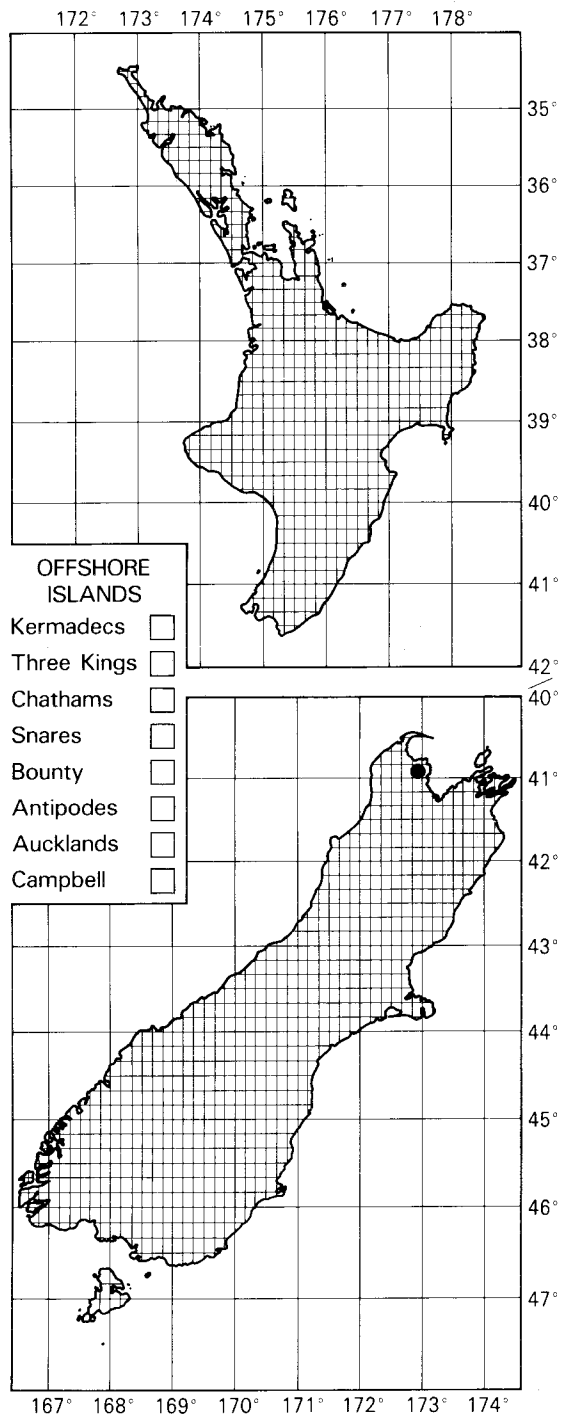 172° 173° 174° 175° 176° 177° 178°
35°
36°
37°
38°
39°
40°
41°
42°
OFFSHORE
ISLANDS
Kermadecs
Three Kings
Chathams
Snares
Bounty
Antipodes
Aucklands
Campbell
40°
41°
42°
43°
44°
45°
46°
47°
167° 168° 169° 170° 171° 172° 173° 174°